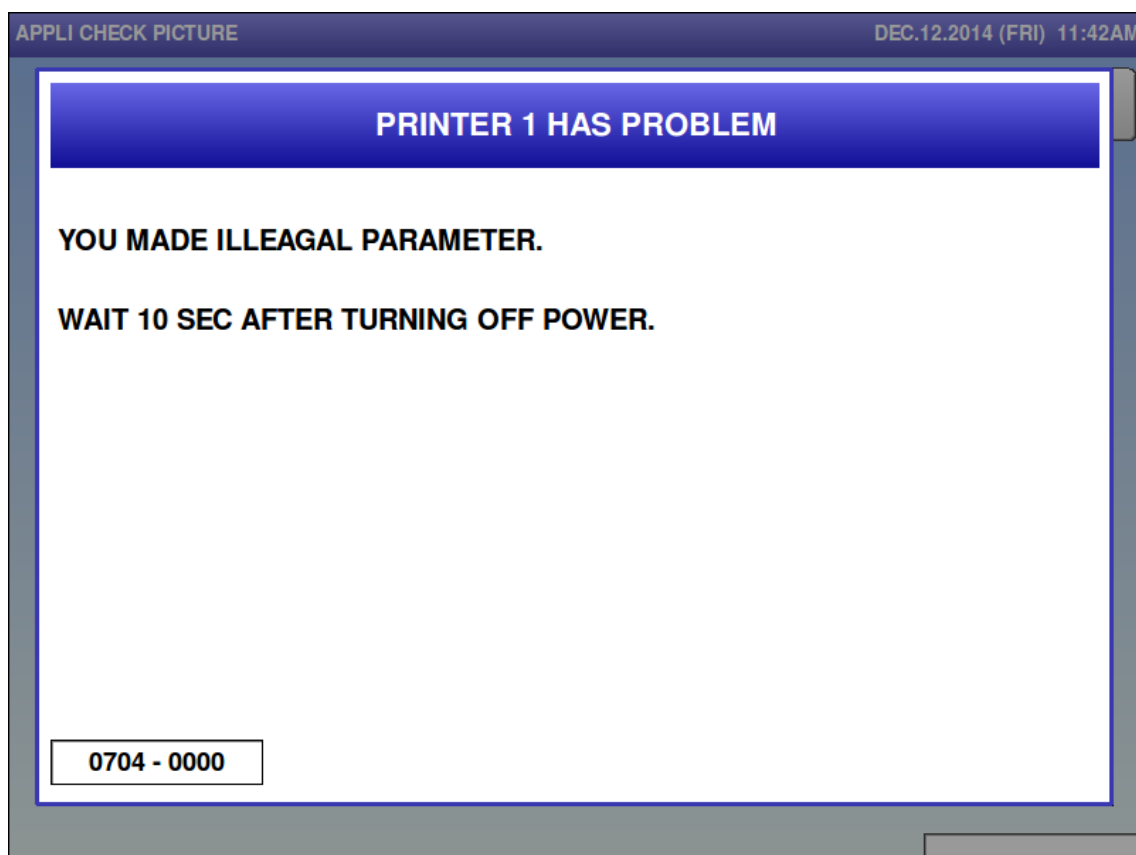 APPLI CHECK PICTURE
DEC.12.2014 (FRI) 11:42AM
PRINTER 1 HAS PROBLEM
YOU MADE ILLEAGAL PARAMETER.
WAIT 10 SEC AFTER TURNING OFF POWER.
0704 - 0000